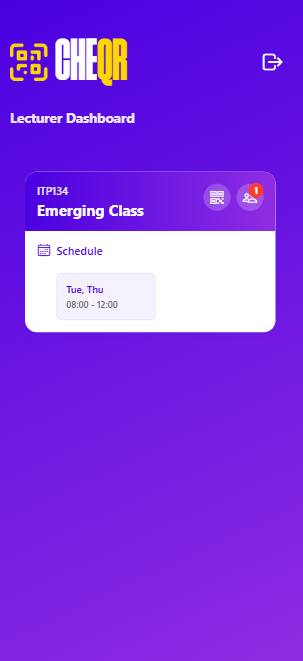 CHEQR
Lecturer Dashboard
ITP134
1
Emerging Class
Schedule
Tue, Thu
08:00 - 12:00